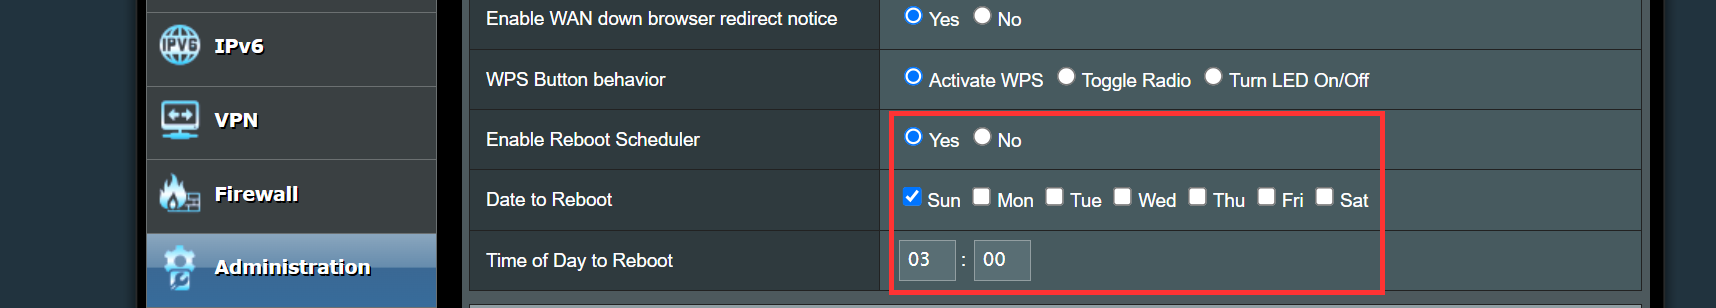 IPv6
VPN
Firewall
Administration
Enable WAN down browser redirect notice Yes No
WPS Button behavior Activate WPS Toggle Radio Turn LED On/Off
Enable Reboot Scheduler Yes No
Date to Reboot Sun Mon Tue Wed Thu Fri Sat
Time of Day to Reboot 03 : 00